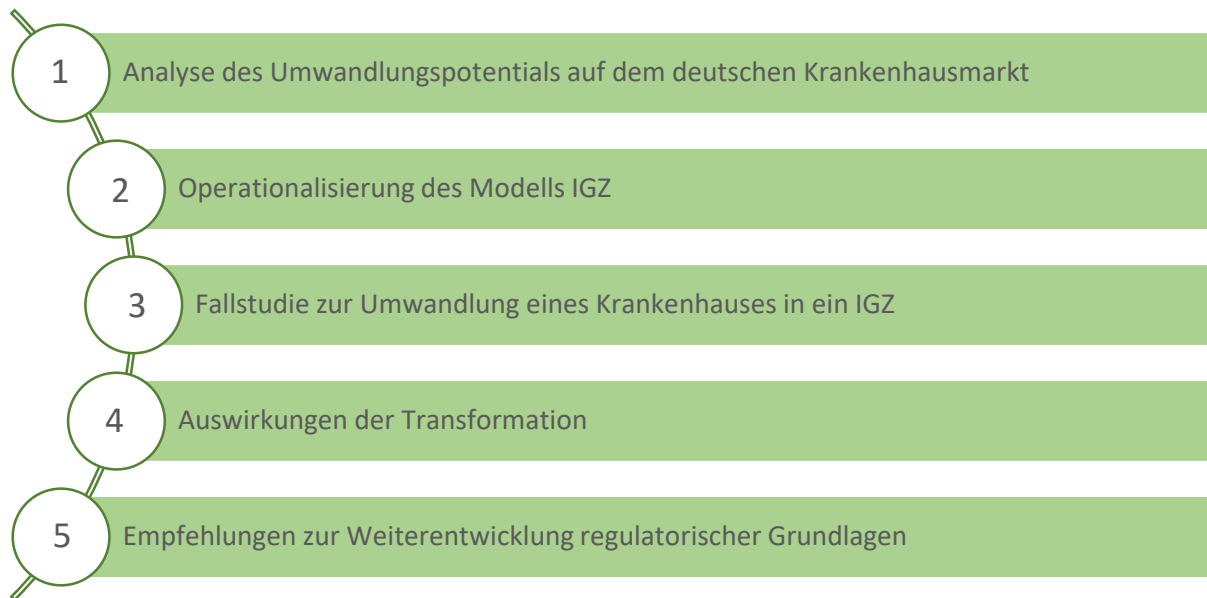 1 Analyse des Umwandlungspotentials auf dem deutschen Krankenhausmarkt
2 Operationalisierung des Modells IGZ
3 Fallstudie zur Umwandlung eines Krankenhauses in ein IGZ
4 Auswirkungen der Transformation
5 Empfehlungen zur Weiterentwicklung regulatorischer Grundlagen